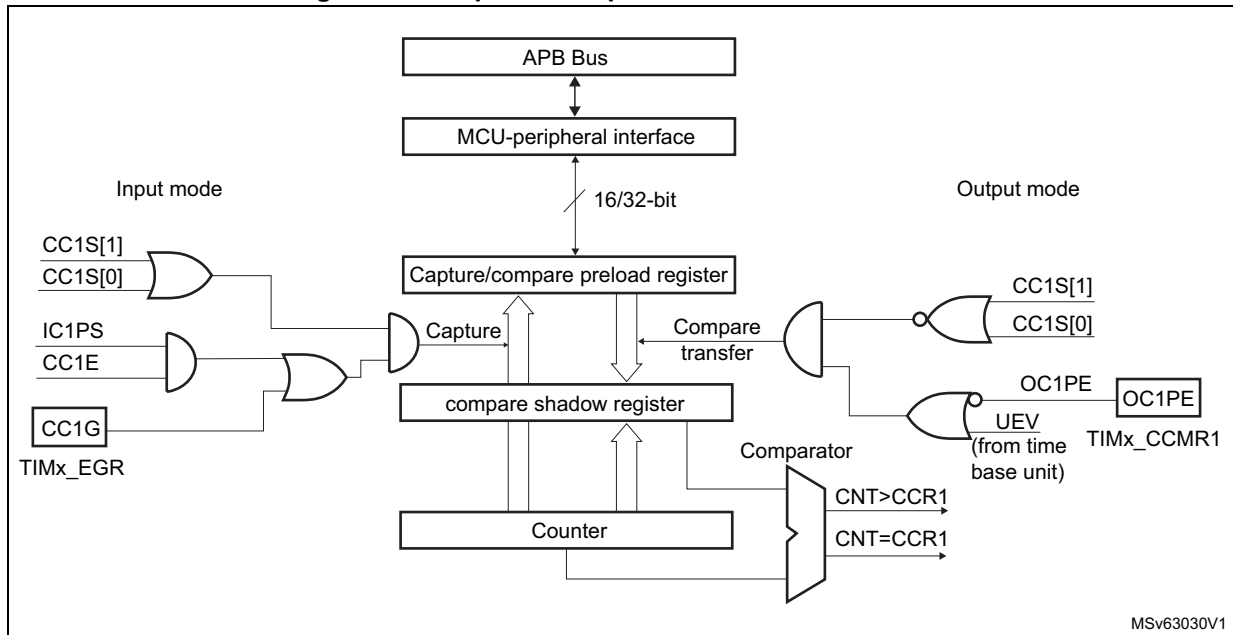 APB Bus
MCU-peripheral interface
16/32-bit
Input mode
Output mode
CC1S[1]
CC1S[0]
IC1PS
CC1E
CC1G
TIMx_EGR
Capture/compare preload register
Capture
Compare
transfer
compare shadow register
Counter
CC1S[1]
CC1S[0]
OC1PE
OC1PE
UEV
(from time
base unit)
TIMx_CCMR1
Comparator
CNT>CCR1
CNT=CCR1
MSv63030V1